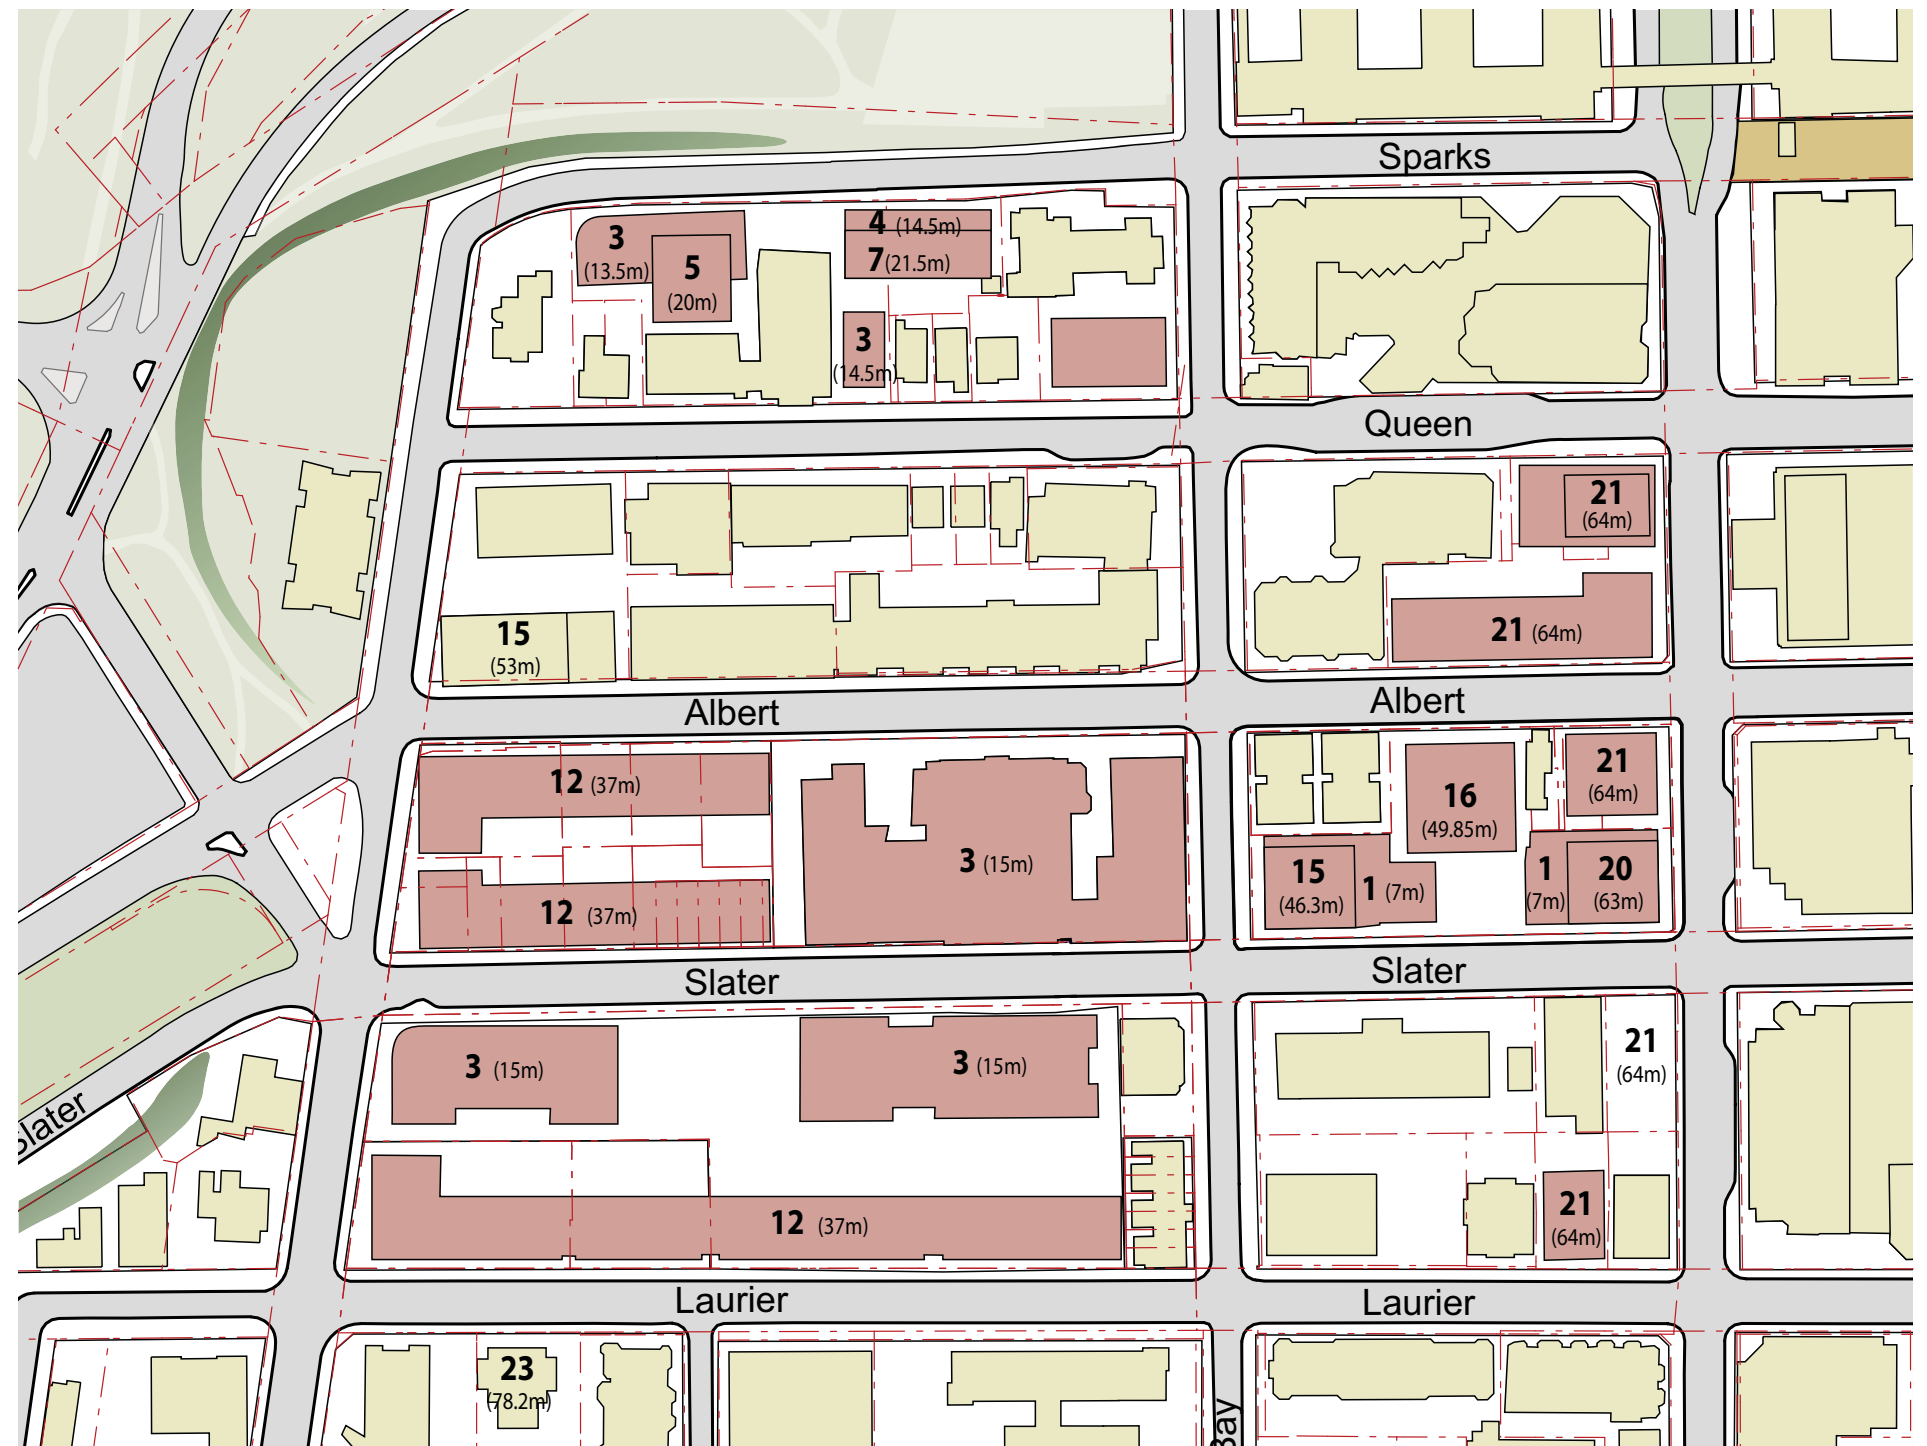 Sparks
3
(13.5m)
5
(20m)
4 (14.5m)
7 (21.5m)
3
(14.5m)
Queen
21
(64m)
15
(53m)
21 (64m)
Albert
Albert
12 (37m)
3 (15m)
12 (37m)
16
(49.85m)
21
(64m)
15
(46.3m)
1 (7m)
1
(7m)
20
(63m)
Slater
Slater
3 (15m)
3 (15m)
21
(64m)
Slater
12 (37m)
21
(64m)
Laurier
Laurier
23
(78.2m)
Bay